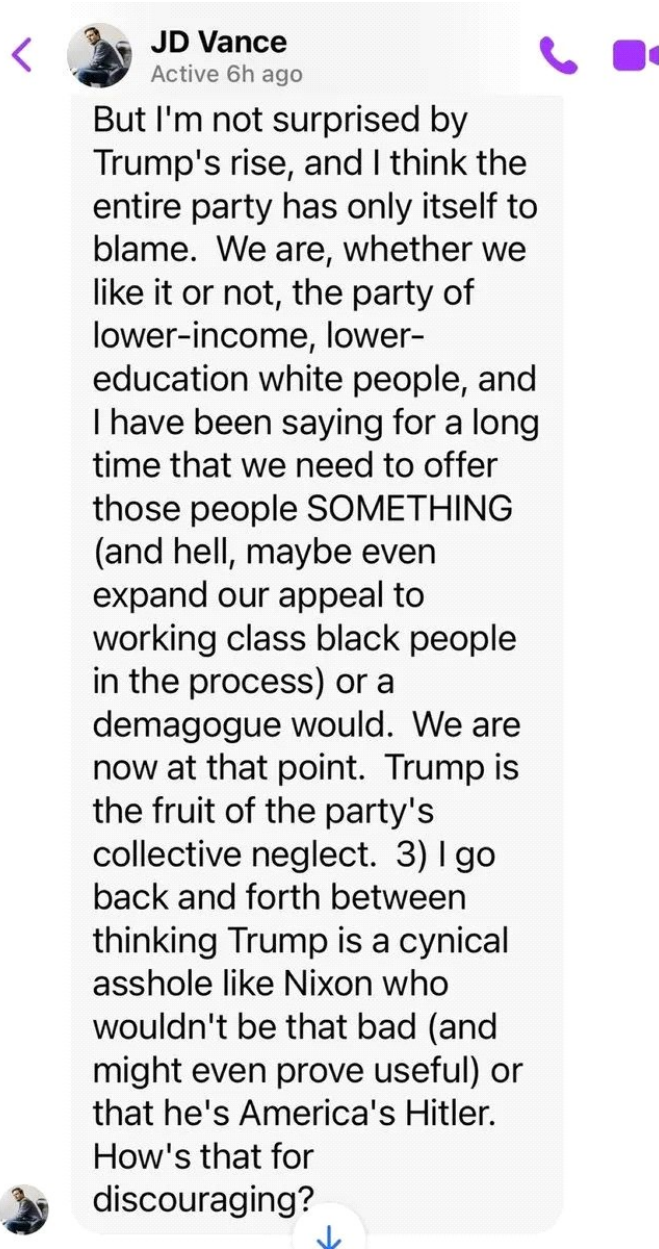 JD Vance
Active 6h ago
But I'm not surprised by
Trump's rise, and I think the
entire party has only itself to
blame.  We are, whether we
like it or not, the party of
lower-income, lower-
education white people, and
I have been saying for a long
time that we need to offer
those people SOMETHING
(and hell, maybe even
expand our appeal to
working class black people
in the process) or a
demagogue would.  We are
now at that point.  Trump is
the fruit of the party's
collective neglect.  3) I go
back and forth between
thinking Trump is a cynical
asshole like Nixon who
wouldn't be that bad (and
might even prove useful) or
that he's America's Hitler.
How's that for
discouraging?